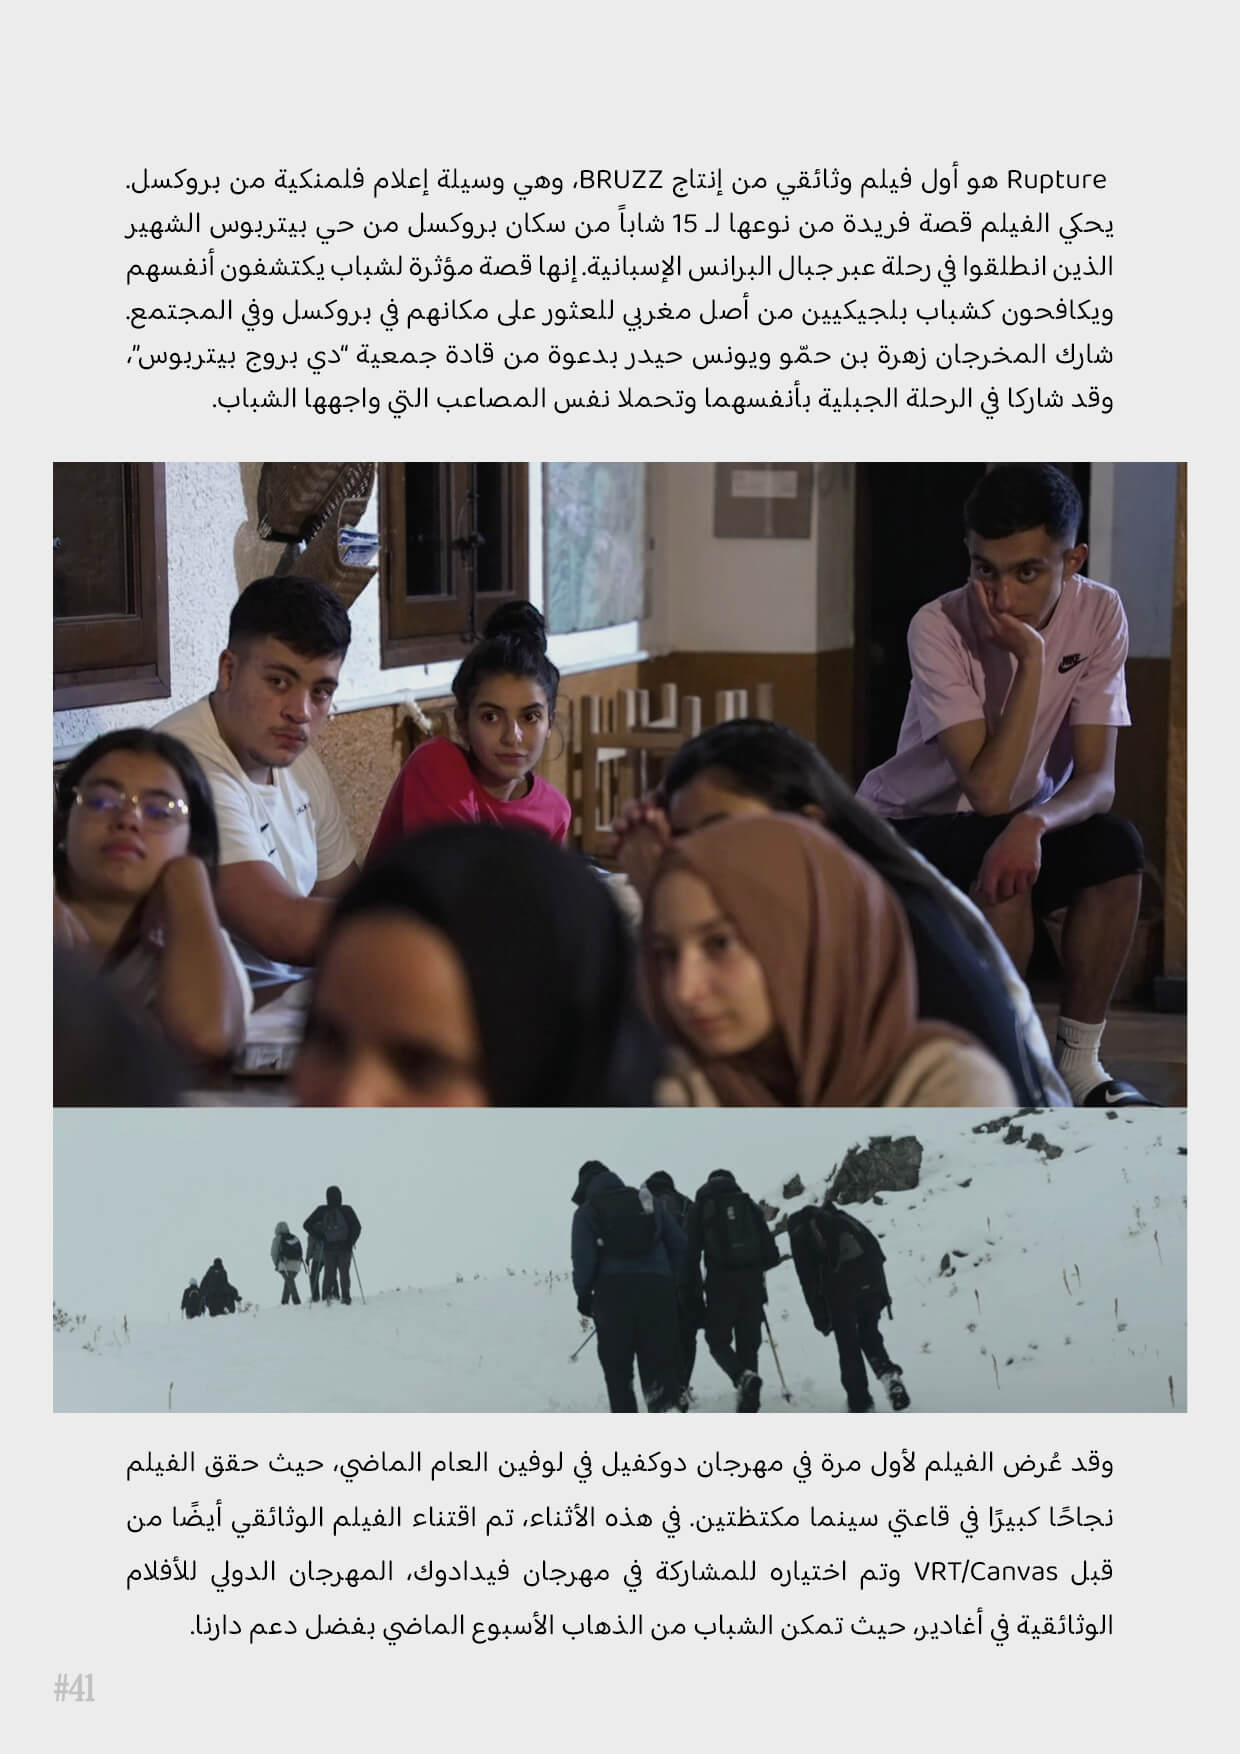 Rupture هو أول فيلم وثائقي من إنتاج BRUZZ، وهي وسيلة إعلام فلمنكية من بروكسل.
يحكي الفيلم قصة فريدة من نوعها لـ 15 شاباً من سكان بروكسل من حي بيتربوس الشهير
الذين انطلقوا في رحلة عبر جبال البرانس الإسبانية. إنها قصة مؤثرة لشباب يكتشفون أنفسهم
ويكافحون كشباب بلجيكيين من أصل مغربي للعثور على مكانهم في بروكسل وفي المجتمع.
شارك المخرجان زهرة بن حمّو ويونس حيدر بدعوة من قادة جمعية “دي بروج بيتربوس”،
وقد شاركا في الرحلة الجبلية بأنفسهما وتحملا نفس المصاعب التي واجهها الشباب.
وقد عُرض الفيلم لأول مرة في مهرجان دوكفيل في لوفين العام الماضي، حيث حقق الفيلم
نجاحًا كبيرًا في قاعتي سينما مكتظتين. في هذه الأثناء، تم اقتناء الفيلم الوثائقي أيضًا من
قبل VRT/Canvas وتم اختياره للمشاركة في مهرجان فيدادوك، المهرجان الدولي للأفلام
الوثائقية في أغادير، حيث تمكن الشباب من الذهاب الأسبوع الماضي بفضل دعم دارنا.
#41